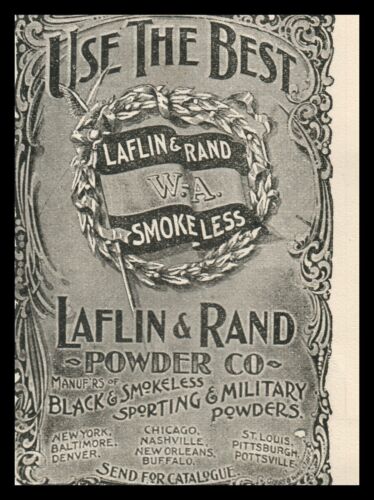 USE THE BEST
LAFLIN & RAND
W.A.
SMOKELESS
LAFLIN & RAND
POWDER CO
MANUF'RS OF
BLACK & SMOKELESS
SPORTING & MILITARY
POWDERS.
NEW YORK, CHICAGO, ST. LOUIS,
BALTIMORE, NASHVILLE, PITTSBURGH,
DENVER. NEW ORLEANS, POTTSVILLE.
BUFFALO.
SEND FOR CATALOGUE